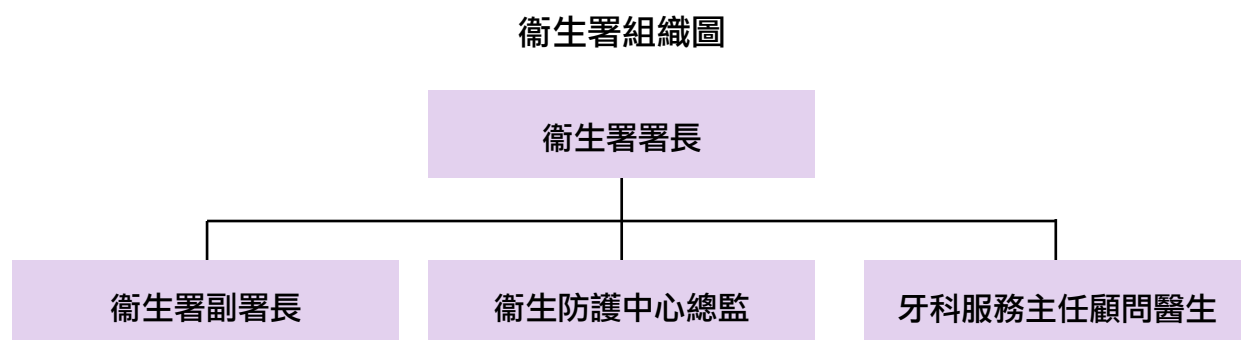 衞生署組織圖
衞生署署長
衞生署副署長
衞生防護中心總監
牙科服務主任顧問醫生